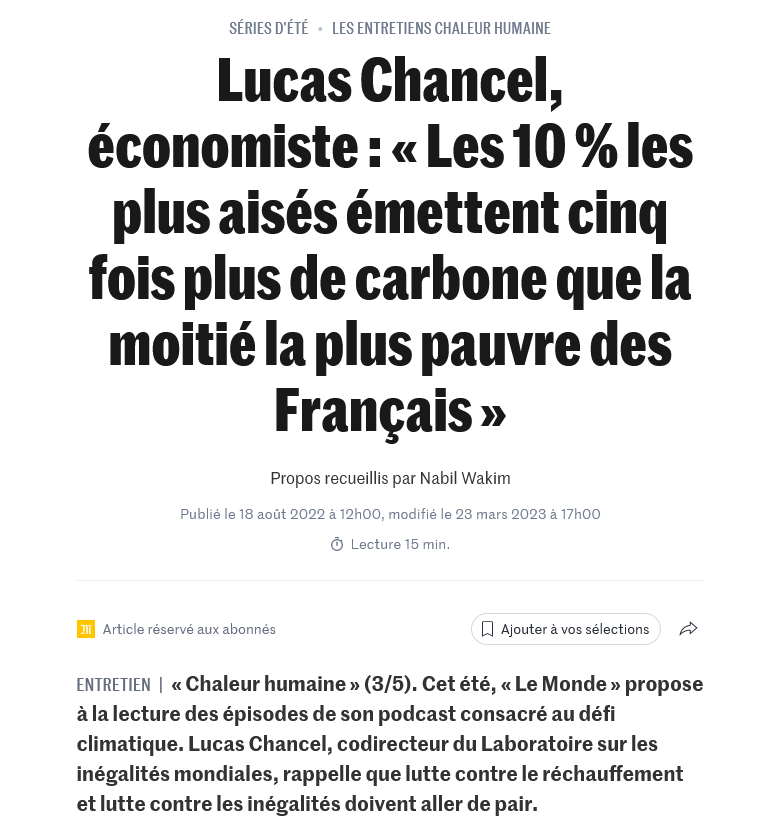 SÉRIES D'ÉTÉ • LES ENTRETIENS CHALEUR HUMAINE
Lucas Chancel,
économiste : « Les 10 % les
plus aisés émettent cinq
fois plus de carbone que la
moitié la plus pauvre des
Français »
Propos recueillis par Nabil Wakim
Publié le 18 août 2022 à 12h00, modifié le 23 mars 2023 à 17h00
Lecture 15 min.
M Article réservé aux abonnés
Ajouter à vos sélections
ENTRETIEN | « Chaleur humaine » (3/5). Cet été, « Le Monde » propose
à la lecture des épisodes de son podcast consacré au défi
climatique. Lucas Chancel, codirecteur du Laboratoire sur les
inégalités mondiales, rappelle que lutte contre le réchauffement
et lutte contre les inégalités doivent aller de pair.